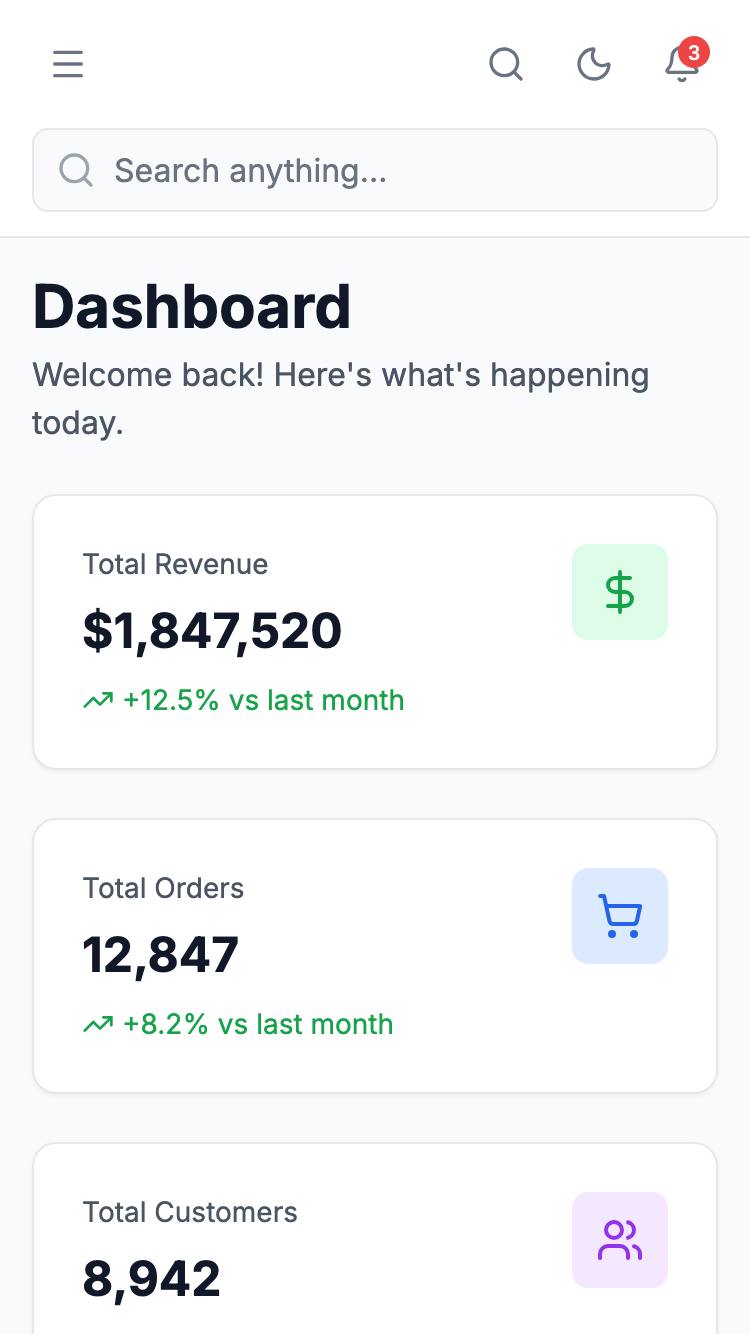 3
Search anything...
Dashboard
Welcome back! Here's what's happening
today.
Total Revenue
$1,847,520
+12.5% vs last month
Total Orders
12,847
+8.2% vs last month
Total Customers
8,942